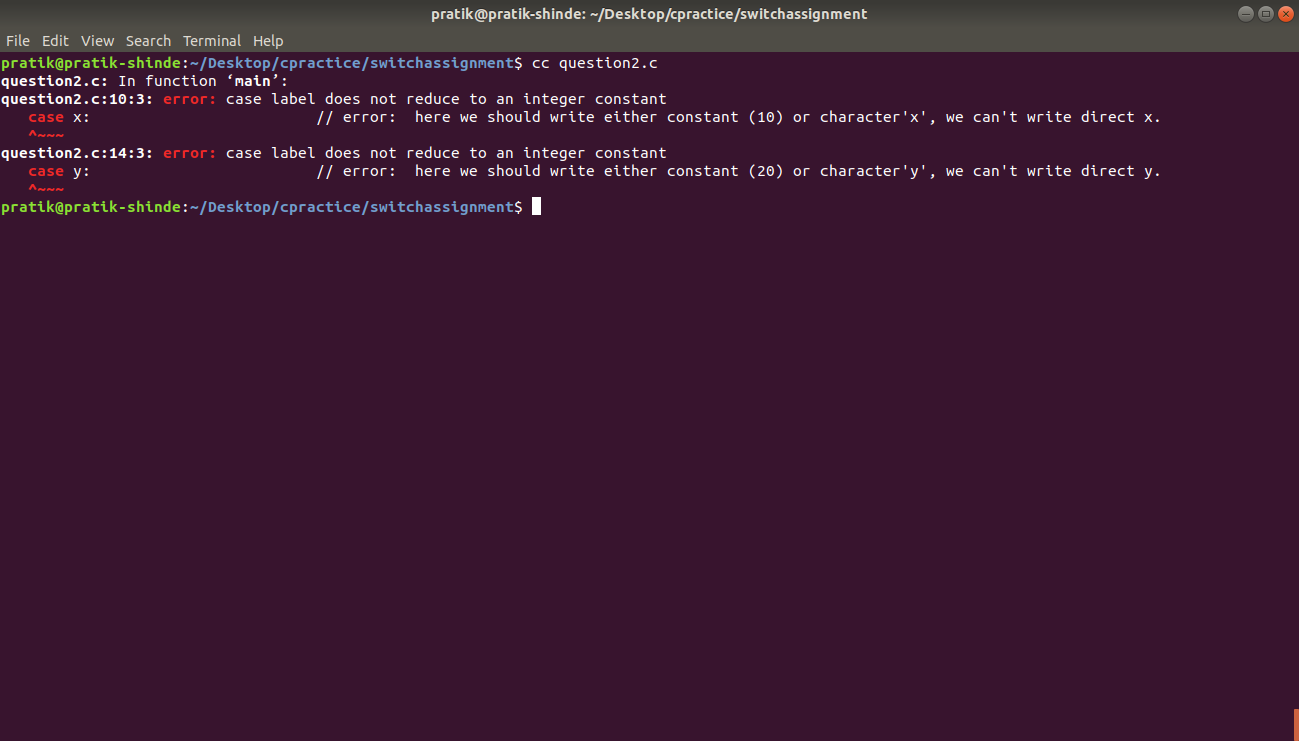 pratik@pratik-shinde: ~/Desktop/cpractice/switchassignment
File Edit View Search Terminal Help
pratik@pratik-shinde:~/Desktop/cpractice/switchassignment$ cc question2.c
question2.c: In function ‘main’:
question2.c:10:3: error: case label does not reduce to an integer constant
   case x:                         // error:  here we should write either constant (10) or character'x', we can't write direct x.
   ^~~~
question2.c:14:3: error: case label does not reduce to an integer constant
   case y:                         // error:  here we should write either constant (20) or character'y', we can't write direct y.
   ^~~~
pratik@pratik-shinde:~/Desktop/cpractice/switchassignment$